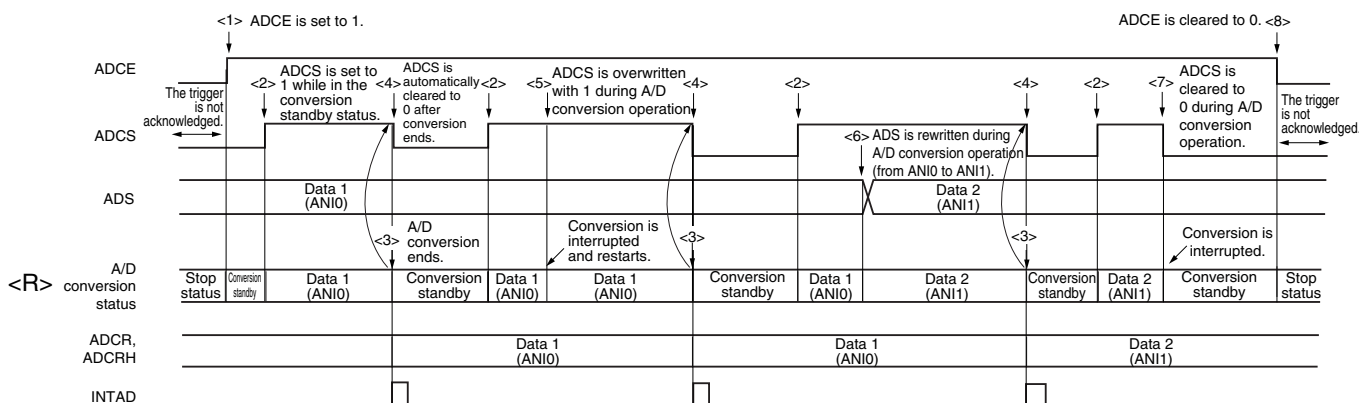 <1> ADCE is set to 1.
ADCE is cleared to 0. <8>
ADCE
The trigger
is not
acknowledged.
<2>
ADCS is set to
1 while in the
conversion
standby status.
<4>
ADCS is
automatically
cleared to
0 after
conversion
ends.
<2>
<5>
ADCS is overwritten
with 1 during A/D
conversion operation.
<4>
<2>
<4>
<2>
<7>
ADCS is
cleared to
0 during A/D
conversion
operation.
The trigger
is not
acknowledged.
ADCS
<6> ADS is rewritten during
A/D conversion operation
(from ANI0 to ANI1).
ADS
Data 1
(ANI0)
Data 2
(ANI1)
<3>
A/D
conversion
ends.
Conversion is
interrupted
and restarts.
<3>
<3>
Conversion is
interrupted.
<R>
A/D
conversion
status
Stop
status
Conversion
standby
Data 1
(ANI0)
Conversion
standby
Data 1
(ANI0)
Data 1
(ANI0)
Conversion
standby
Data 1
(ANI0)
Data 2
(ANI1)
Conversion
standby
Data 2
(ANI1)
Conversion
standby
Stop
status
ADCR,
ADCRH
Data 1
(ANI0)
Data 1
(ANI0)
Data 2
(ANI1)
INTAD